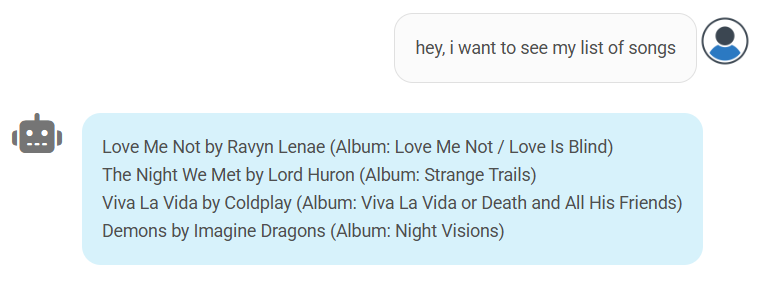 hey, i want to see my list of songs
Love Me Not by Ravyn Lenae (Album: Love Me Not / Love Is Blind)
The Night We Met by Lord Huron (Album: Strange Trails)
Viva La Vida by Coldplay (Album: Viva La Vida or Death and All His Friends)
Demons by Imagine Dragons (Album: Night Visions)